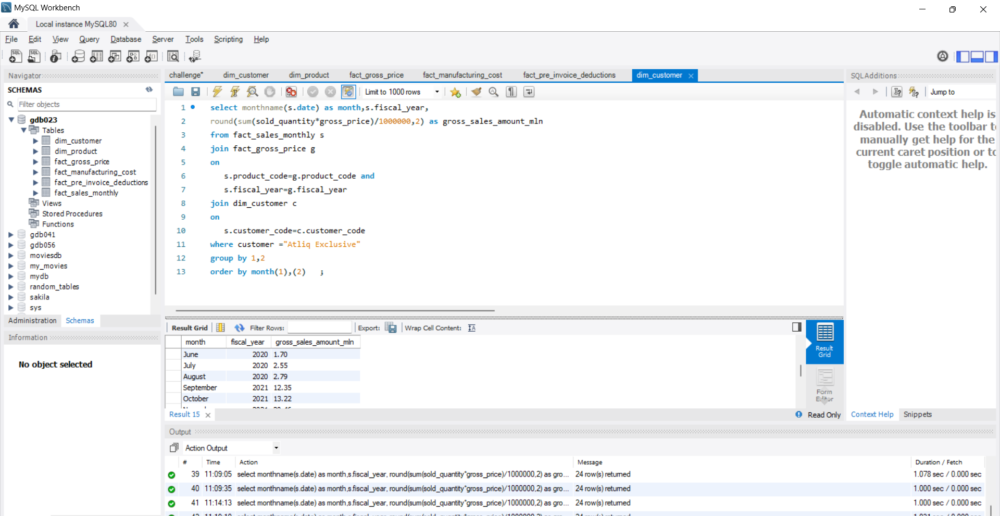 MySQL Workbench
Local instance MySQL80
File Edit View Query Database Server Tools Scripting Help
Navigator
SCHEMAS
Filter objects
gdb023
Tables
dim_customer
dim_product
fact_gross_price
fact_manufacturing_cost
fact_pre_invoice_deductions
fact_sales_monthly
Views
Stored Procedures
Functions
gdb041
gdb056
moviesdb
my_movies
mydb
random_tables
sakila
sys
Administration Schemas
Information
No object selected
challenge* dim_customer dim_product fact_gross_price fact_manufacturing_cost fact_pre_invoice_deductions dim_customer
Limit to 1000 rows
1 select monthname(s.date) as month,s.fiscal_year,
2 round(sum(sold_quantity*gross_price)/1000000,2) as gross_sales_amount_mln
3 from fact_sales_monthly s
4 join fact_gross_price g
5 on
6 s.product_code=g.product_code and
7 s.fiscal_year=g.fiscal_year
8 join dim_customer c
9 on
10 s.customer_code=c.customer_code
11 where customer ="Atliq Exclusive"
12 group by 1,2
13 order by month(1),(2) ;
Result Grid Filter Rows: Export: Wrap Cell Content:
month fiscal_year gross_sales_amount_mln
June 2020 1.70
July 2020 2.55
August 2020 2.79
September 2021 12.35
October 2021 13.22
Result Grid
Form Editor
Result 15
Read Only
SQLAdditions
Jump to
Automatic context help is
disabled. Use the toolbar t
manually get help for the
current caret position or to
toggle automatic help.
Context Help Snippets
Output
Action Output
# Time Action Message Duration / Fetch
39 11:09:05 select monthname(s.date) as month,s.fiscal_year, round(sum(sold_quantity*gross_price)/1000000,2) as gro... 24 row(s) returned 1.078 sec / 0.000 sec
40 11:09:35 select monthname(s.date) as month,s.fiscal_year, round(sum(sold_quantity*gross_price)/1000000,2) as gro... 24 row(s) returned 1.000 sec / 0.000 sec
41 11:14:13 select monthname(s.date) as month,s.fiscal_year, round(sum(sold_quantity*gross_price)/1000000,2) as gro... 24 row(s) returned 1.000 sec / 0.000 sec